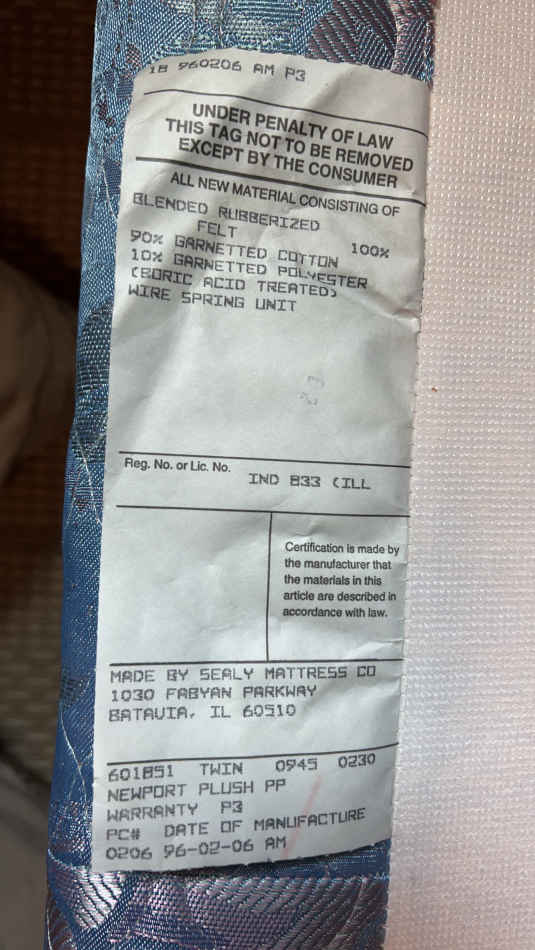 18 960206 AM P3
UNDER PENALTY OF LAW
THIS TAG NOT TO BE REMOVED
EXCEPT BY THE CONSUMER
ALL NEW MATERIAL CONSISTING OF
BLENDED RUBBERIZED
FELT 100%
90% GARNETTED COTTON
10% GARNETTED POLYESTER
(BORIC ACID TREATED)
WIRE SPRING UNIT
Reg. No. or Lic. No. IND 833 (ILL
Certification is made by
the manufacturer that
the materials in this
article are described in
accordance with law.
MADE BY SEALY MATTRESS CO
1030 FABYAN PARKWAY
BATAVIA, IL 60510
601851 TWIN 0945 0230
NEWPORT PLUSH PP
WARRANTY P3
PC# DATE OF MANUFACTURE
0206 96-02-06 AM